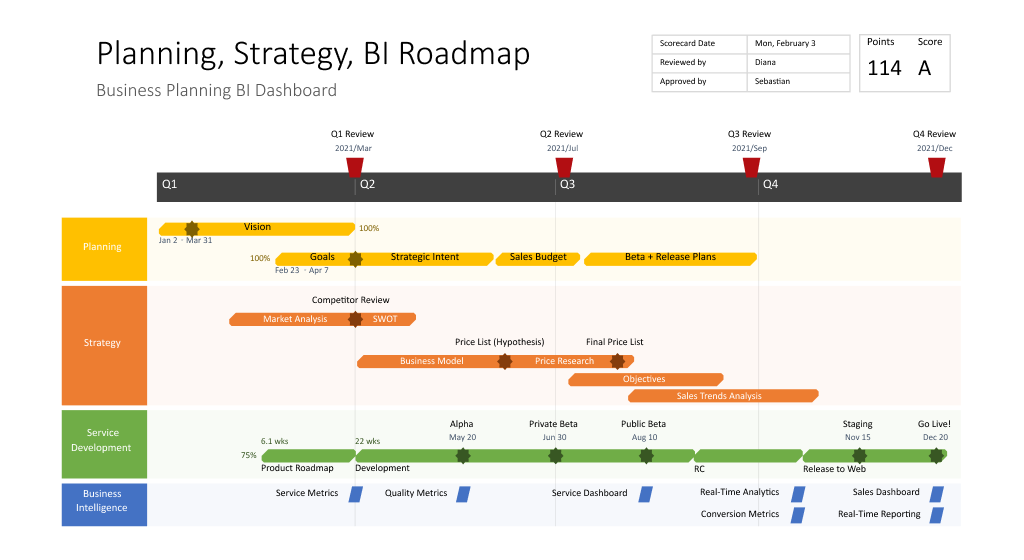 Planning, Strategy, BI Roadmap
Business Planning BI Dashboard
Scorecard Date Mon, February 3
Reviewed by Diana
Approved by Sebastian
Points Score
114 A
Q1 Review Q2 Review Q3 Review Q4 Review
2021/Mar 2021/Jul 2021/Sep 2021/Dec
Q1 Q2 Q3 Q4
Planning
Vision 100%
Jan 2 - Mar 31
100% Goals Strategic Intent Sales Budget Beta + Release Plans
Feb 23 - Apr 7
Strategy
Competitor Review
Market Analysis SWOT
Price List (Hypothesis) Final Price List
Business Model Price Research
Objectives
Sales Trends Analysis
Service
Development
Alpha Private Beta Public Beta Staging Go Live!
May 20 Jun 30 Aug 10 Nov 15 Dec 20
6.1 wks 22 wks
75%
Product Roadmap Development RC Release to Web
Business
Intelligence
Service Metrics Quality Metrics Service Dashboard Real-Time Analytics Sales Dashboard
Conversion Metrics Real-Time Reporting